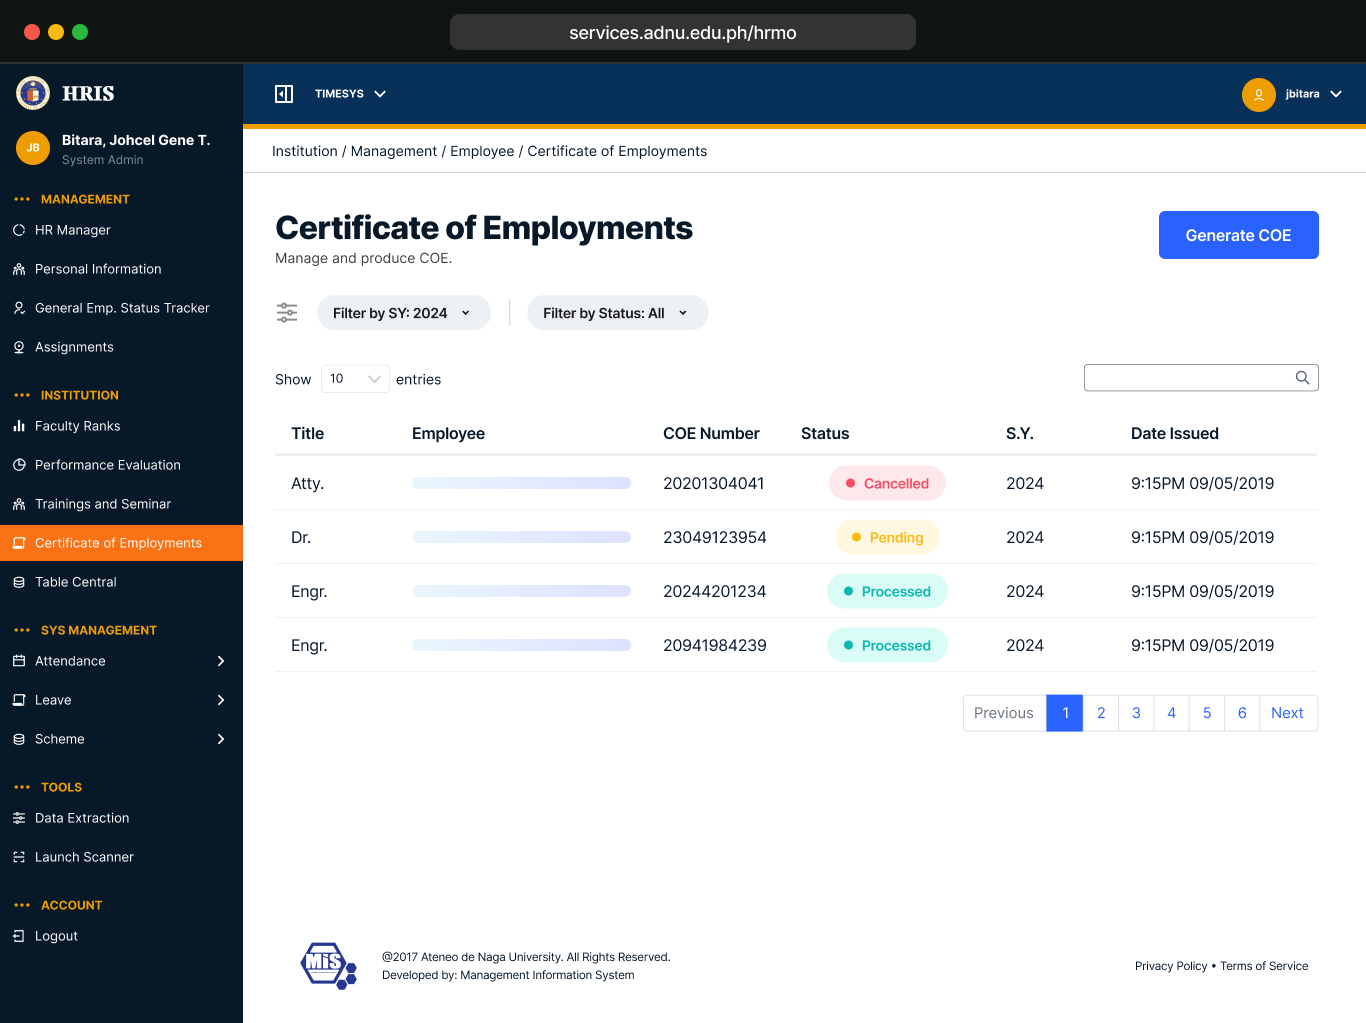 services.adnu.edu.ph/hrmo
HRIS
JB
Bitara, Johcel Gene T.
System Admin
MANAGEMENT
HR Manager
Personal Information
General Emp. Status Tracker
Assignments
INSTITUTION
Faculty Ranks
Performance Evaluation
Trainings and Seminar
Certificate of Employments
Table Central
SYS MANAGEMENT
Attendance
Leave
Scheme
TOOLS
Data Extraction
Launch Scanner
ACCOUNT
Logout
TIMESYS
jbitara
Institution / Management / Employee / Certificate of Employments
Certificate of Employments
Manage and produce COE.
Generate COE
Filter by SY: 2024
Filter by Status: All
Show 10 entries
Title Employee COE Number Status S.Y. Date Issued
Atty. 20201304041 Cancelled 2024 9:15PM 09/05/2019
Dr. 23049123954 Pending 2024 9:15PM 09/05/2019
Engr. 20244201234 Processed 2024 9:15PM 09/05/2019
Engr. 20941984239 Processed 2024 9:15PM 09/05/2019
Previous 1 2 3 4 5 6 Next
MIS
@2017 Ateneo de Naga University. All Rights Reserved.
Developed by: Management Information System
Privacy Policy • Terms of Service